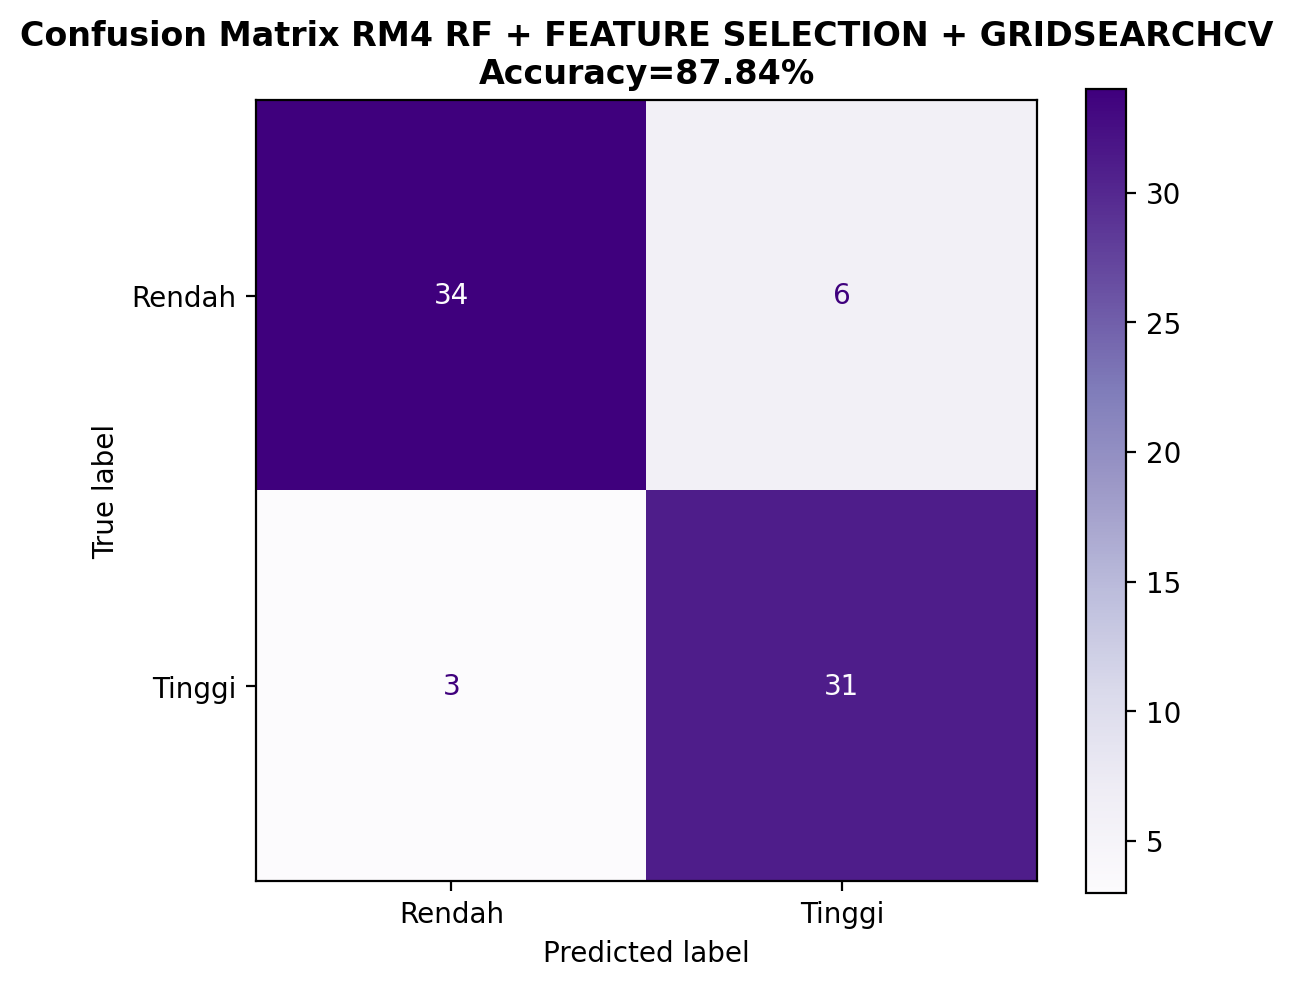 Confusion Matrix RM4 RF + FEATURE SELECTION + GRIDSEARCHCV
Accuracy=87.84%
True label
Rendah
34
6
Tinggi
3
31
Rendah
Tinggi
Predicted label
30
25
20
15
10
5